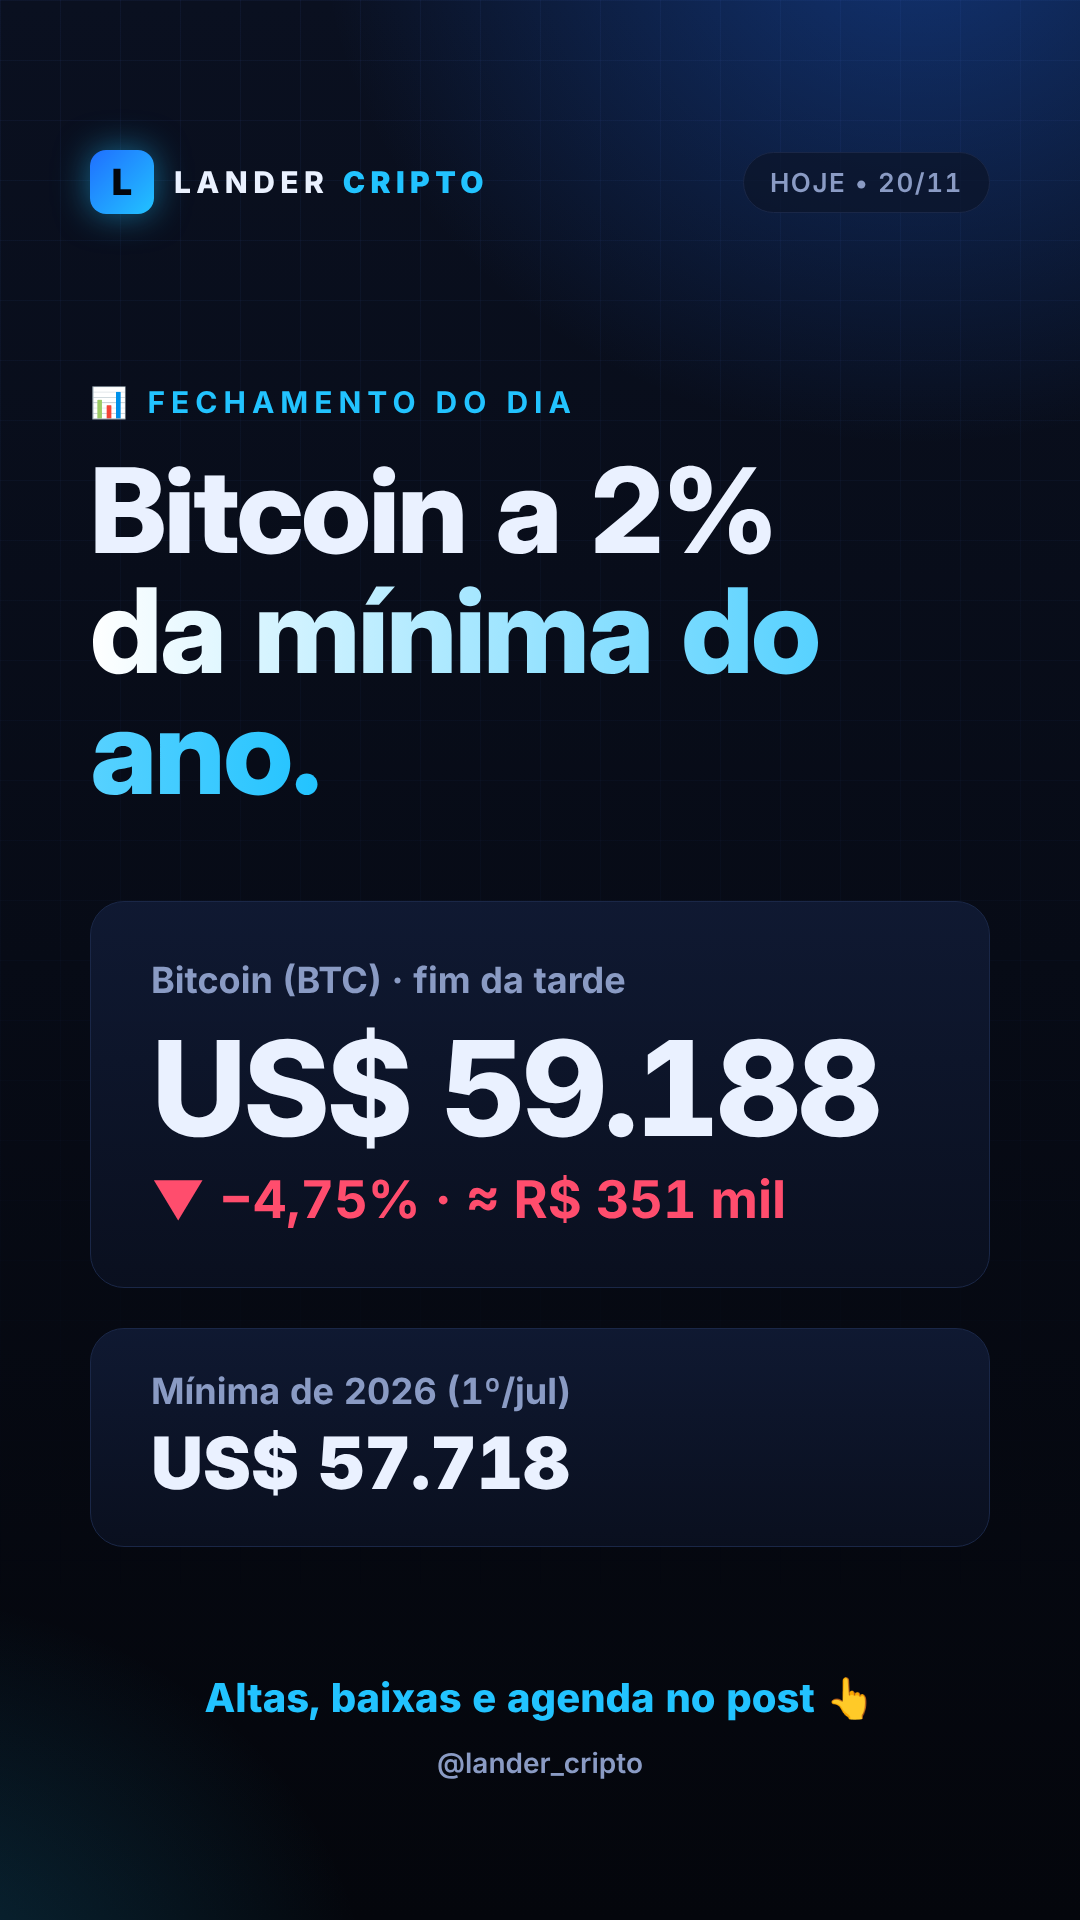 L LANDER CRIPTO
HOJE • 20/11
📊 FECHAMENTO DO DIA
Bitcoin a 2%
da mínima do
ano.
Bitcoin (BTC) · fim da tarde
US$ 59.188
▼ −4,75% · ≈ R$ 351 mil
Mínima de 2026 (1º/jul)
US$ 57.718
Altas, baixas e agenda no post 👆
@lander_cripto